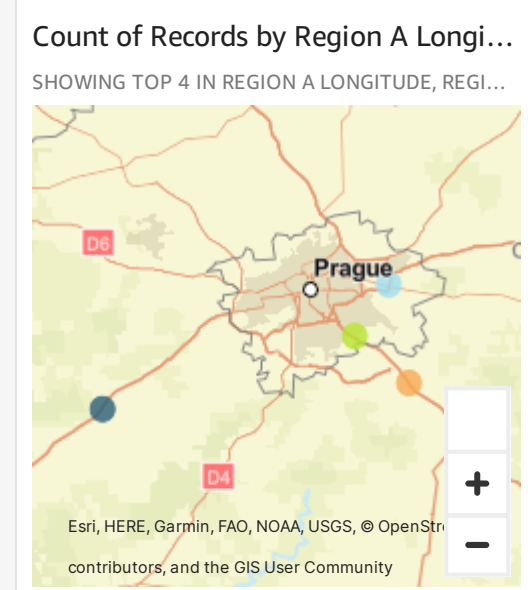 Count of Records by Region A Longi...
SHOWING TOP 4 IN REGION A LONGITUDE, REGI...
D6
Prague
D4
Esri, HERE, Garmin, FAO, NOAA, USGS, © OpenStre
contributors, and the GIS User Community